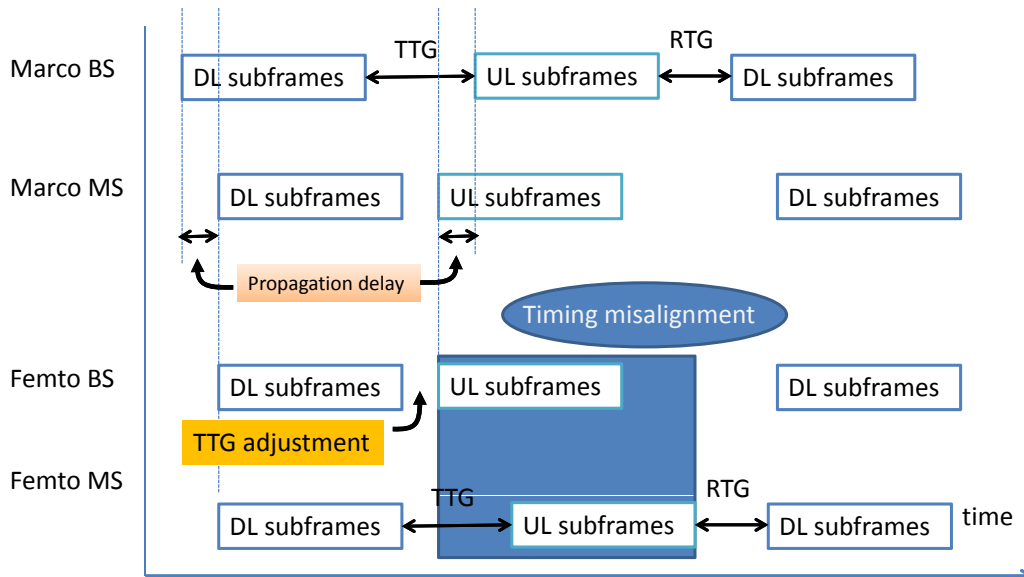 Marco BS
DL subframes
TTG
UL subframes
RTG
DL subframes
Marco MS
DL subframes
UL subframes
DL subframes
Propagation delay
Timing misalignment
Femto BS
DL subframes
UL subframes
DL subframes
TTG adjustment
Femto MS
DL subframes
TTG
UL subframes
RTG
DL subframes
time